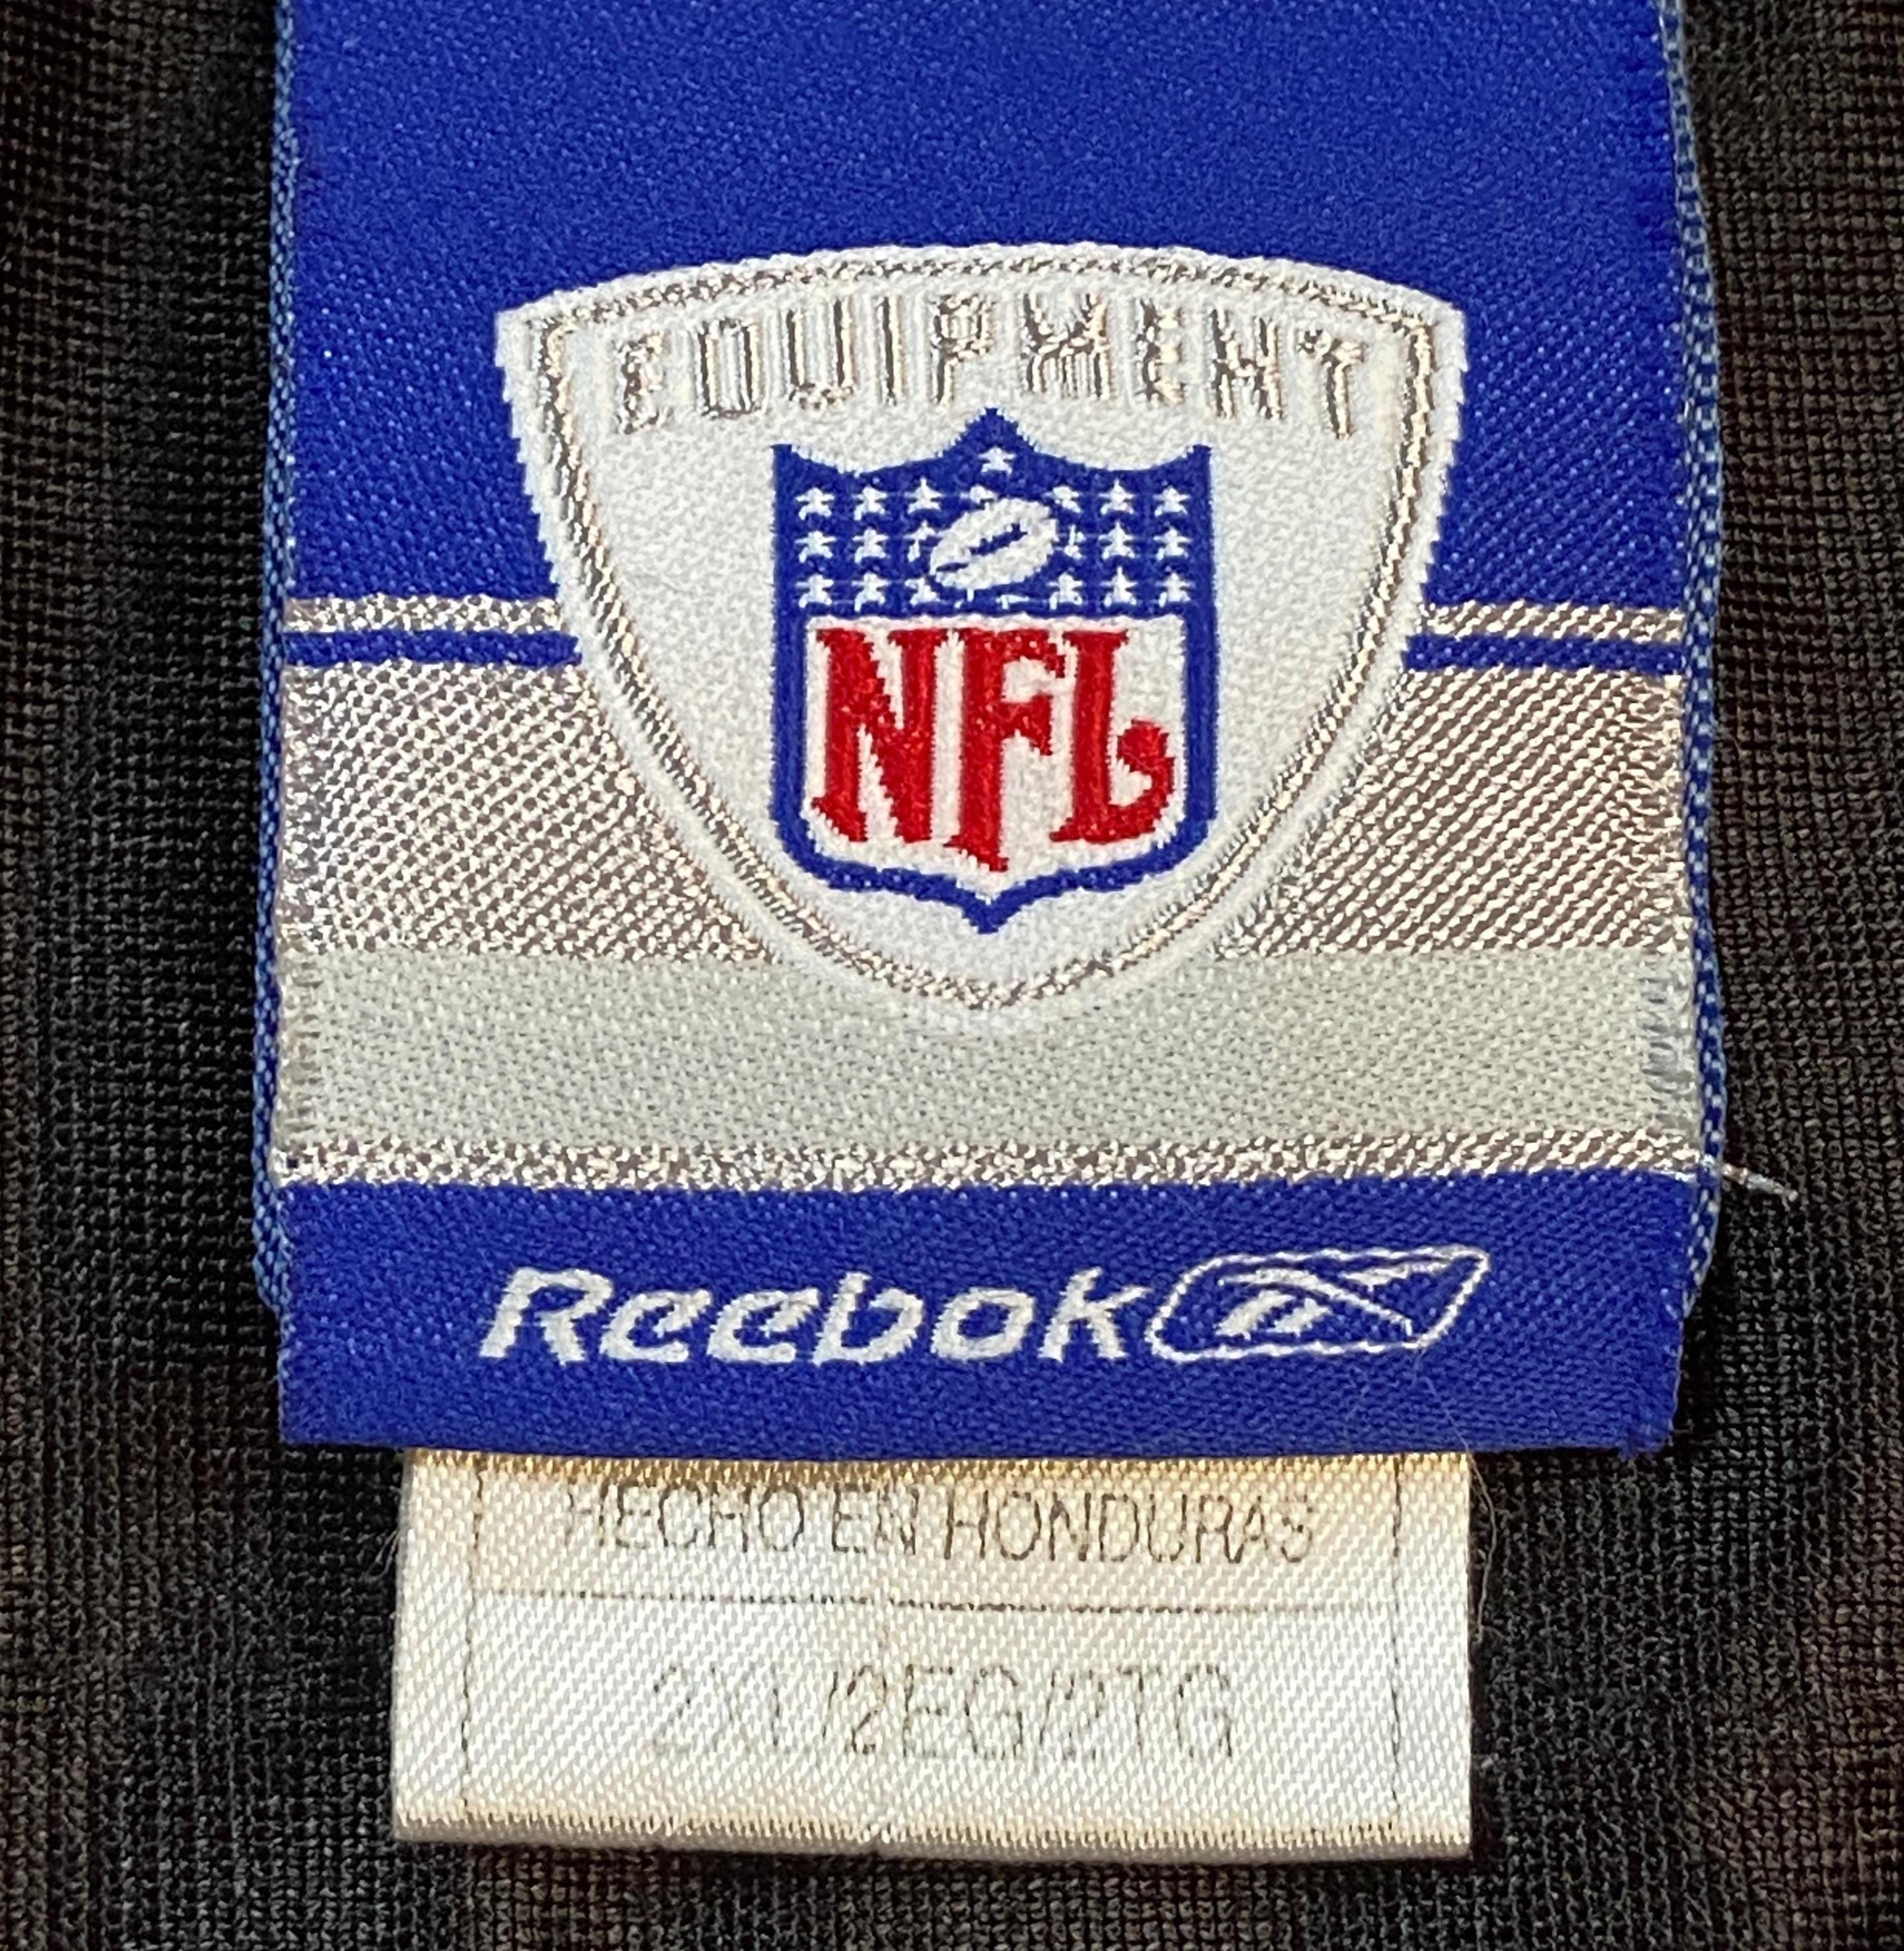 EQUIPMENT
NFL
Reebok
HECHO EN HONDURAS
2XL/2EG/2TG